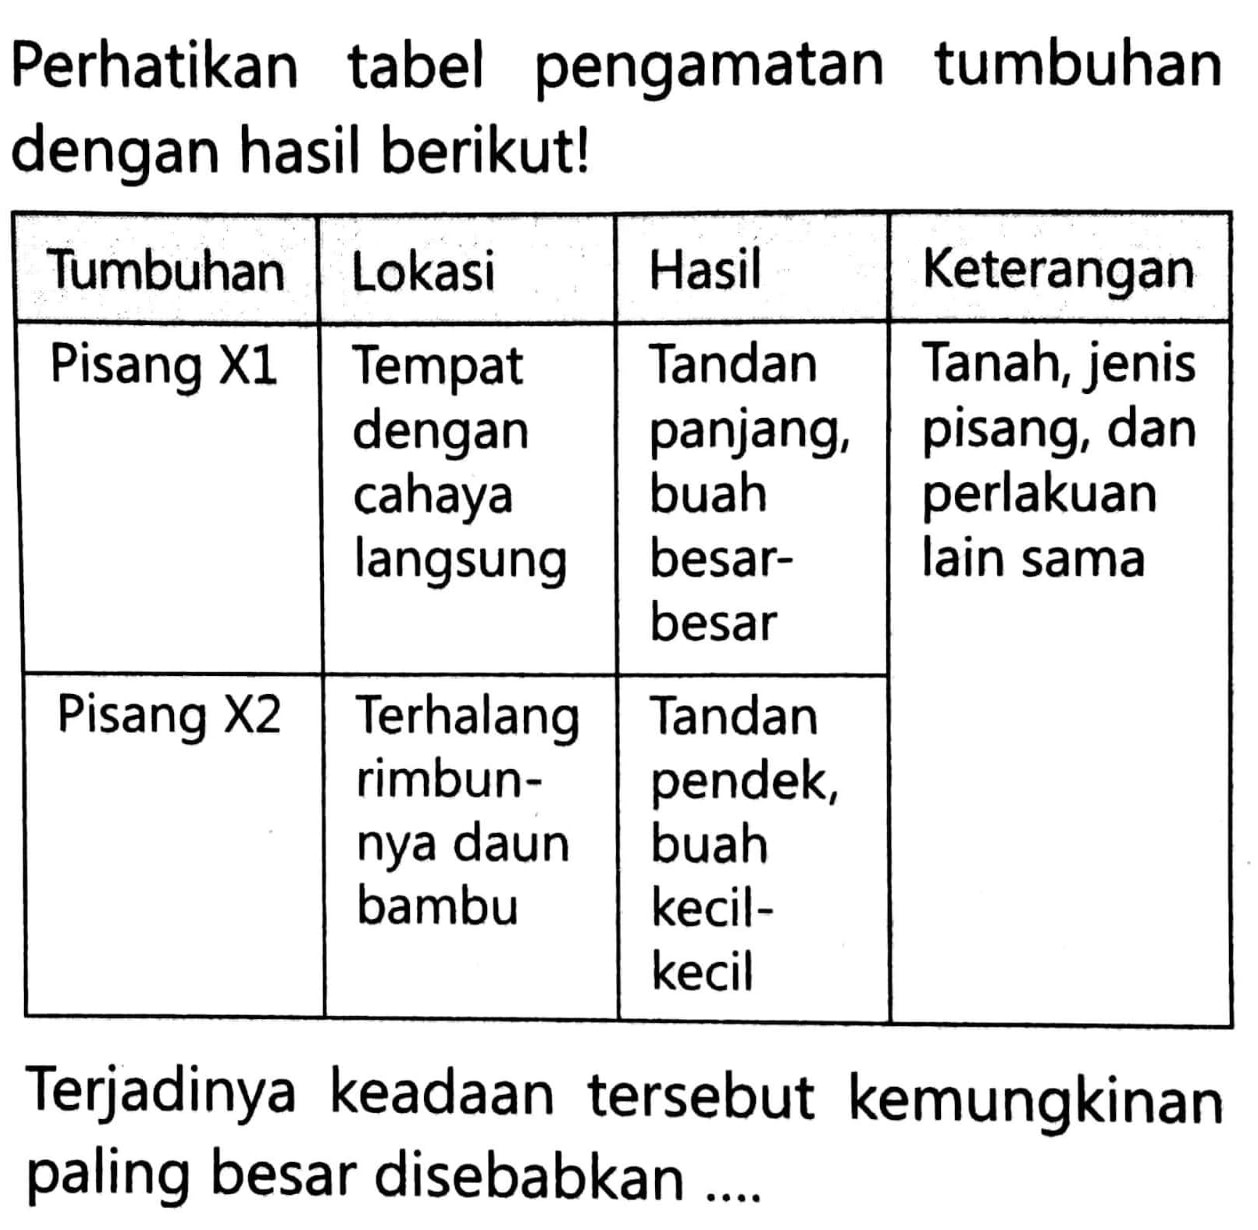 Perhatikan tabel pengamatan tumbuhan
dengan hasil berikut!
Tumbuhan Lokasi Hasil Keterangan
Pisang X1 Tempat Tandan Tanah, jenis
dengan panjang, pisang, dan
cahaya buah perlakuan
langsung besar- lain sama
besar
Pisang X2 Terhalang Tandan
rimbun- pendek,
nya daun buah
bambu kecil-
kecil
Terjadinya keadaan tersebut kemungkinan
paling besar disebabkan ....